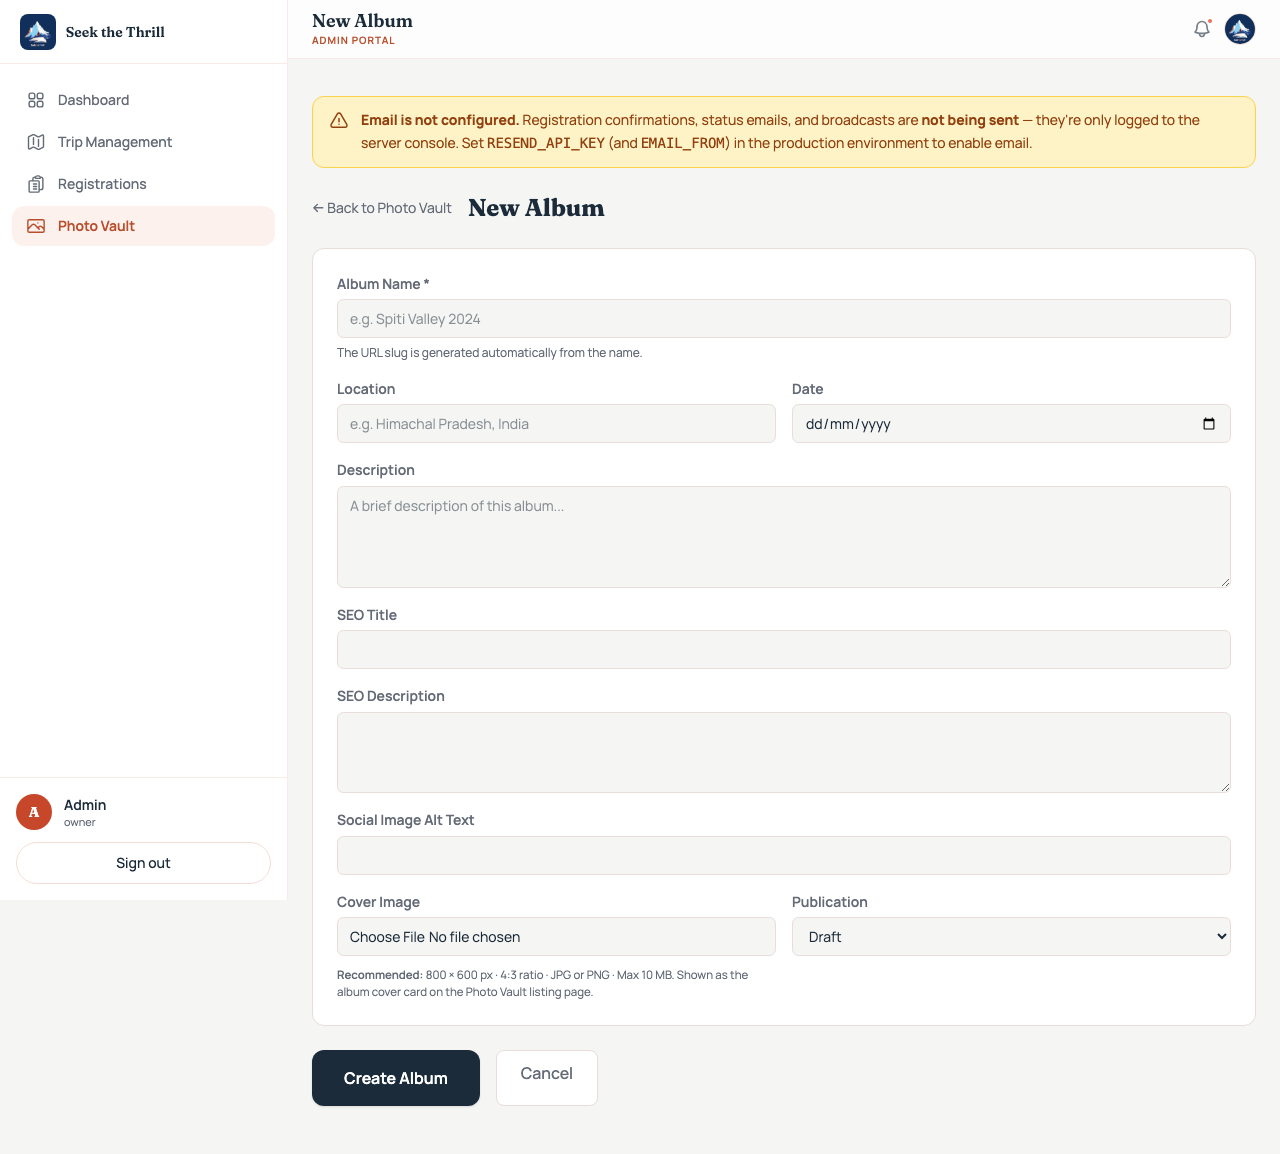 Seek the Thrill
New Album
ADMIN PORTAL
Dashboard
Trip Management
Registrations
Photo Vault
Email is not configured. Registration confirmations, status emails, and broadcasts are not being sent — they're only logged to the
server console. Set RESEND_API_KEY (and EMAIL_FROM) in the production environment to enable email.
← Back to Photo Vault New Album
Album Name *
e.g. Spiti Valley 2024
The URL slug is generated automatically from the name.
Location
e.g. Himachal Pradesh, India
Date
dd/mm/yyyy
Description
A brief description of this album...
SEO Title
SEO Description
Social Image Alt Text
Cover Image
Choose File No file chosen
Recommended: 800 × 600 px · 4:3 ratio · JPG or PNG · Max 10 MB. Shown as the
album cover card on the Photo Vault listing page.
Publication
Draft
Create Album
Cancel
A
Admin
owner
Sign out